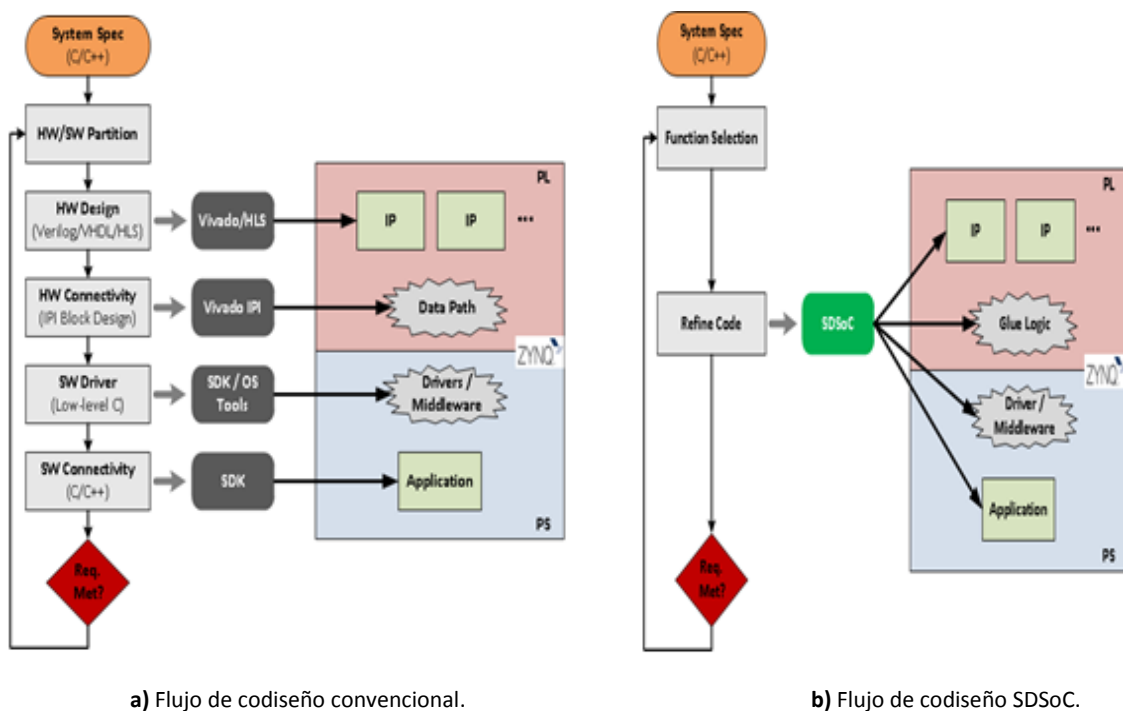 System Spec
(C/C++)
HW/SW Partition
HW Design
(Verilog/VHDL/HLS)
HW Connectivity
(IPI Block Design)
SW Driver
(Low-level C)
SW Connectivity
(C/C++)
Req.
Met?
Vivado/HLS
Vivado IPI
SDK / OS
Tools
SDK
PL
IP
IP
...
Data Path
ZYNQ
Drivers /
Middleware
Application
PS
a) Flujo de codiseño convencional.
System Spec
(C/C++)
Function Selection
Refine Code
Req.
Met?
SDSoC
PL
IP
IP
...
Glue Logic
ZYNQ
Driver /
Middleware
Application
PS
b) Flujo de codiseño SDSoC.